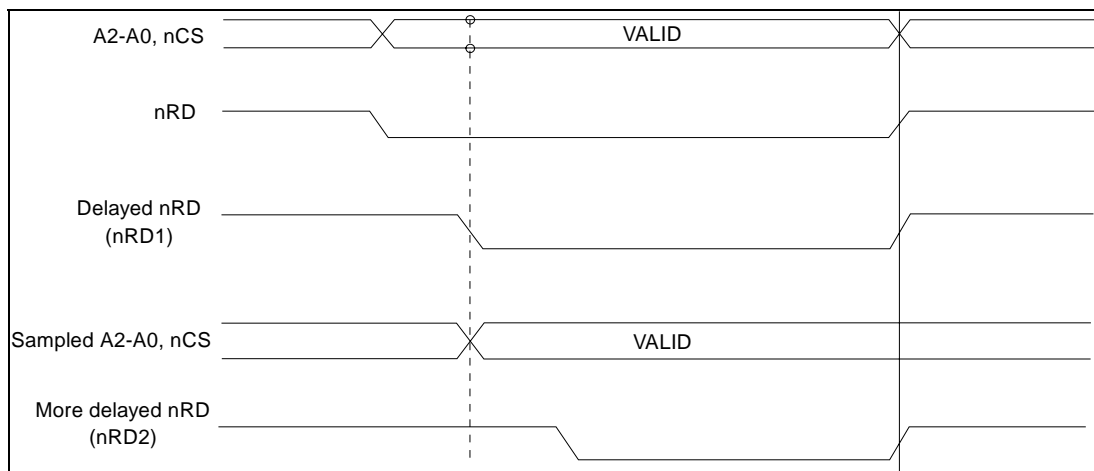 A2-A0, nCS
VALID
nRD
Delayed nRD
(nRD1)
Sampled A2-A0, nCS
VALID
More delayed nRD
(nRD2)